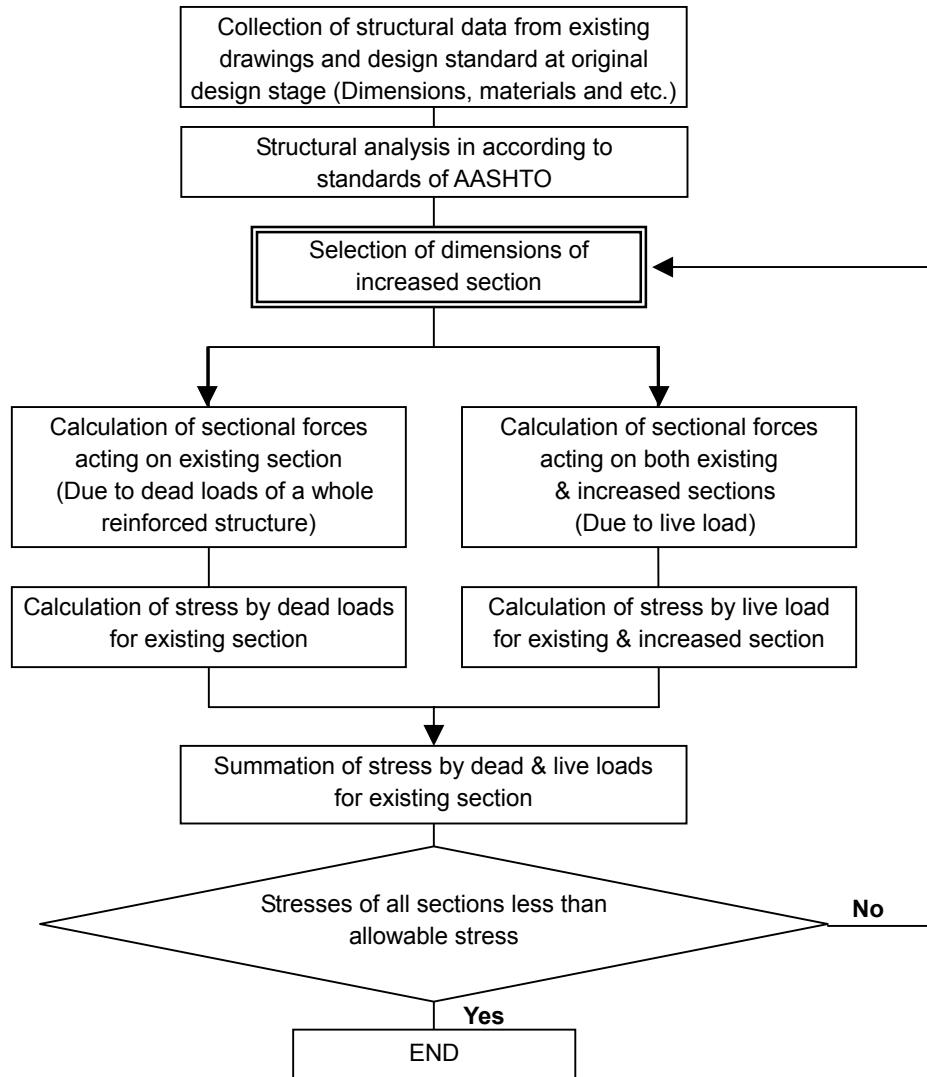 Collection of structural data from existing
drawings and design standard at original
design stage (Dimensions, materials and etc.)
Structural analysis in according to
standards of AASHTO
Selection of dimensions of
increased section
Calculation of sectional forces
acting on existing section
(Due to dead loads of a whole
reinforced structure)
Calculation of sectional forces
acting on both existing
& increased sections
(Due to live load)
Calculation of stress by dead loads
for existing section
Calculation of stress by live load
for existing & increased section
Summation of stress by dead & live loads
for existing section
Stresses of all sections less than
allowable stress
No
Yes
END